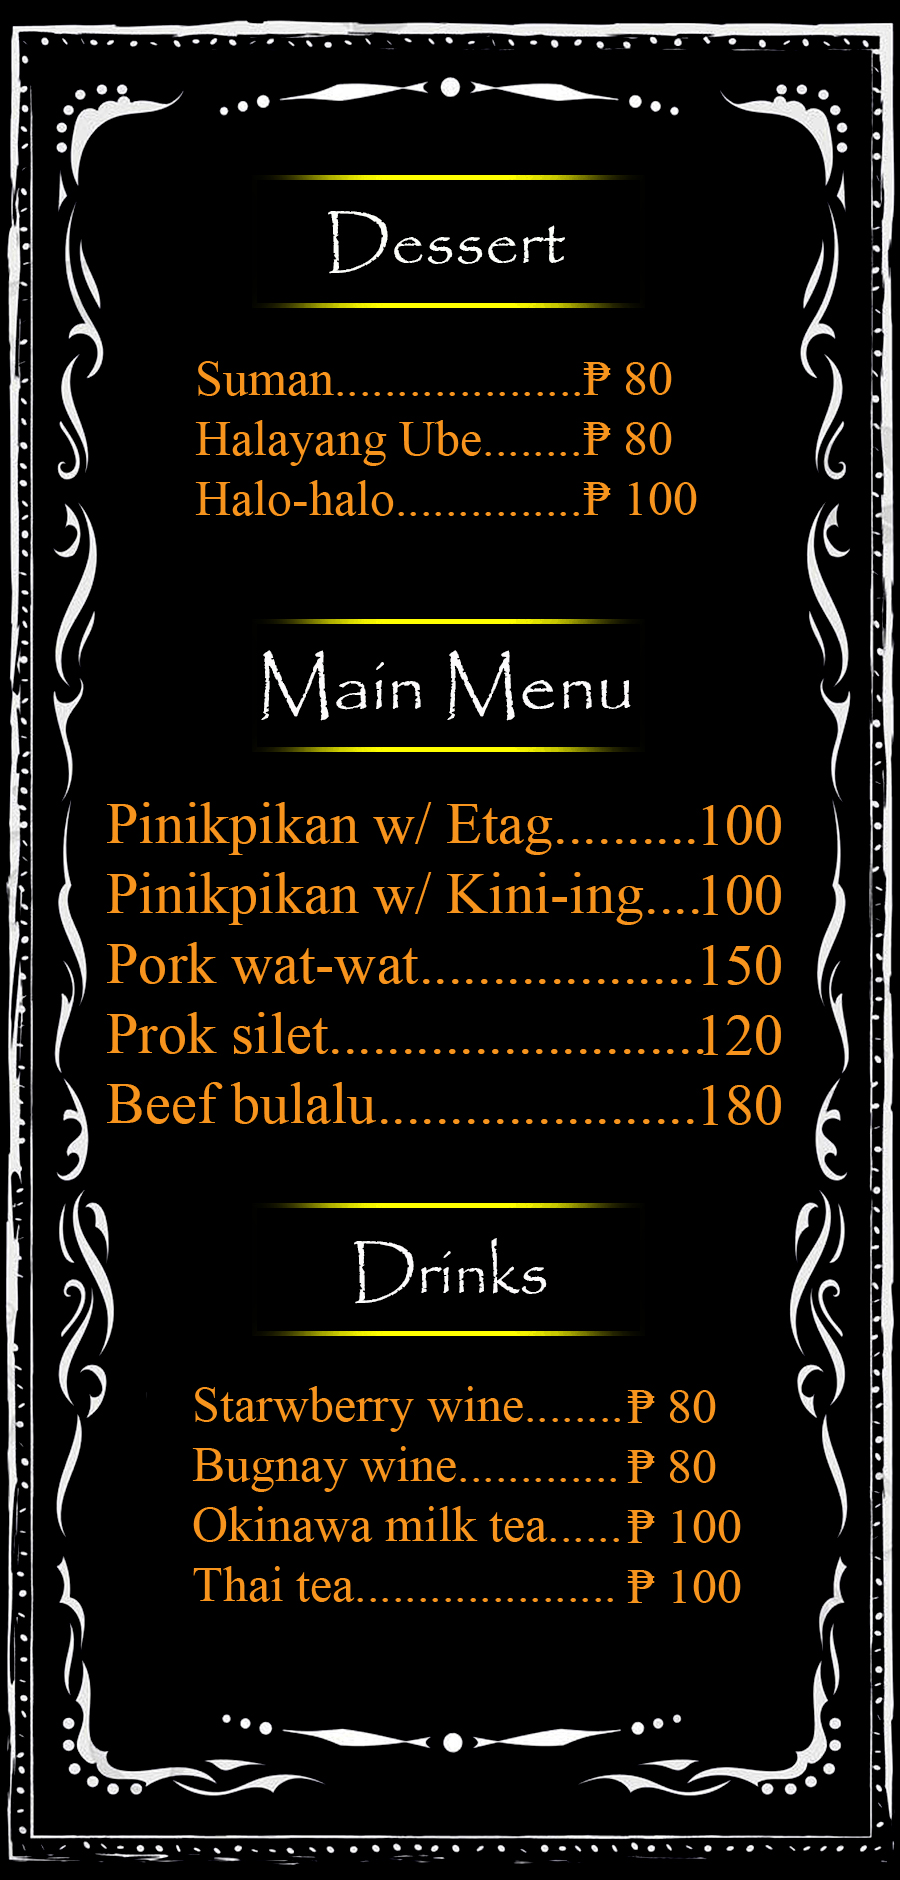 Dessert
Suman....................₱ 80
Halayang Ube........₱ 80
Halo-halo...............₱ 100
Main Menu
Pinikpikan w/ Etag..........100
Pinikpikan w/ Kini-ing....100
Pork wat-wat...................150
Prok silet..........................120
Beef bulalu......................180
Drinks
Starwberry wine........₱ 80
Bugnay wine............. ₱ 80
Okinawa milk tea......₱ 100
Thai tea..................... ₱ 100